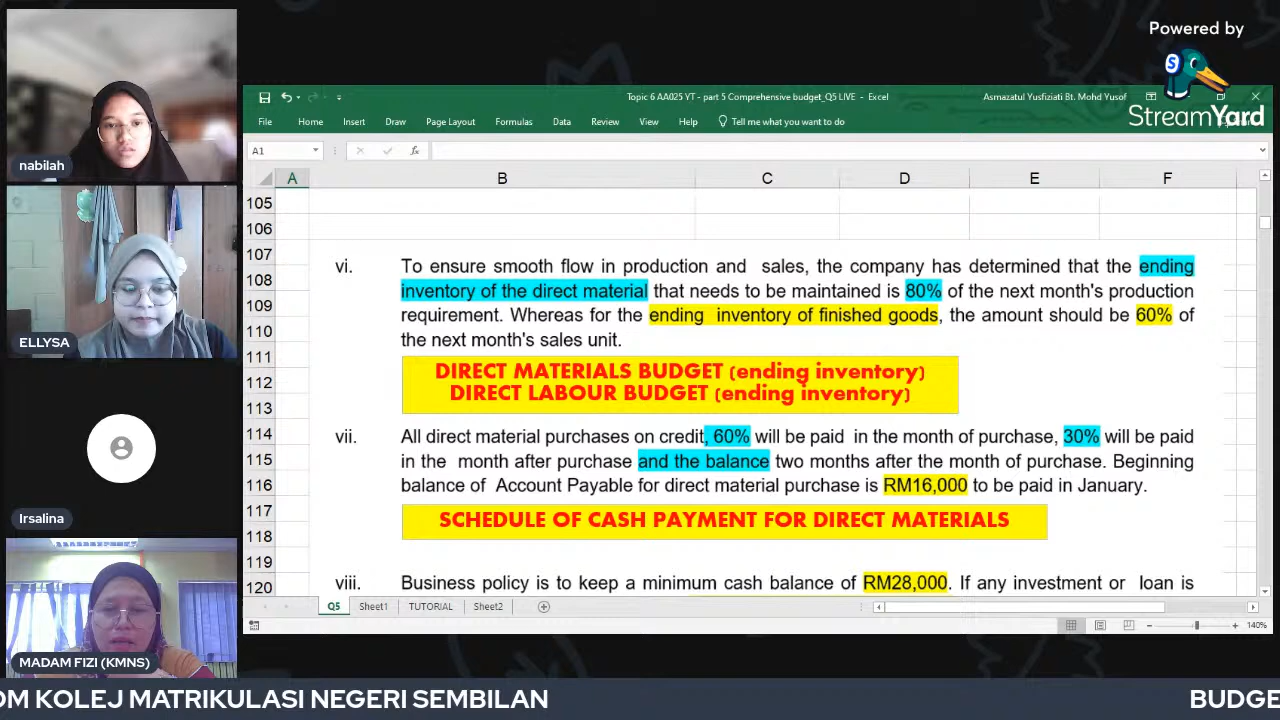 Powered by
StreamYard
nabilah
ELLYSA
Irsalina
MADAM FIZI (KMNS)
Topic 6 AA025 YT - part 5 Comprehensive budget_Q5 LIVE - Excel
Asmazatul Yusfiziati Bt. Mohd Yusof
File Home Insert Draw Page Layout Formulas Data Review View Help Tell me what you want to do
A1
fx
A B C D E F
105
106
107
108
109
110
111
112
113
114
115
116
117
118
119
120
vi. To ensure smooth flow in production and sales, the company has determined that the ending
inventory of the direct material that needs to be maintained is 80% of the next month's production
requirement. Whereas for the ending inventory of finished goods, the amount should be 60% of
the next month's sales unit.
DIRECT MATERIALS BUDGET (ending inventory)
DIRECT LABOUR BUDGET (ending inventory)
vii. All direct material purchases on credit, 60% will be paid in the month of purchase, 30% will be paid
in the month after purchase and the balance two months after the month of purchase. Beginning
balance of Account Payable for direct material purchase is RM16,000 to be paid in January.
SCHEDULE OF CASH PAYMENT FOR DIRECT MATERIALS
viii. Business policy is to keep a minimum cash balance of RM28,000. If any investment or loan is
Q5 Sheet1 TUTORIAL Sheet2
140%
OM KOLEJ MATRIKULASI NEGERI SEMBILAN
BUDGE